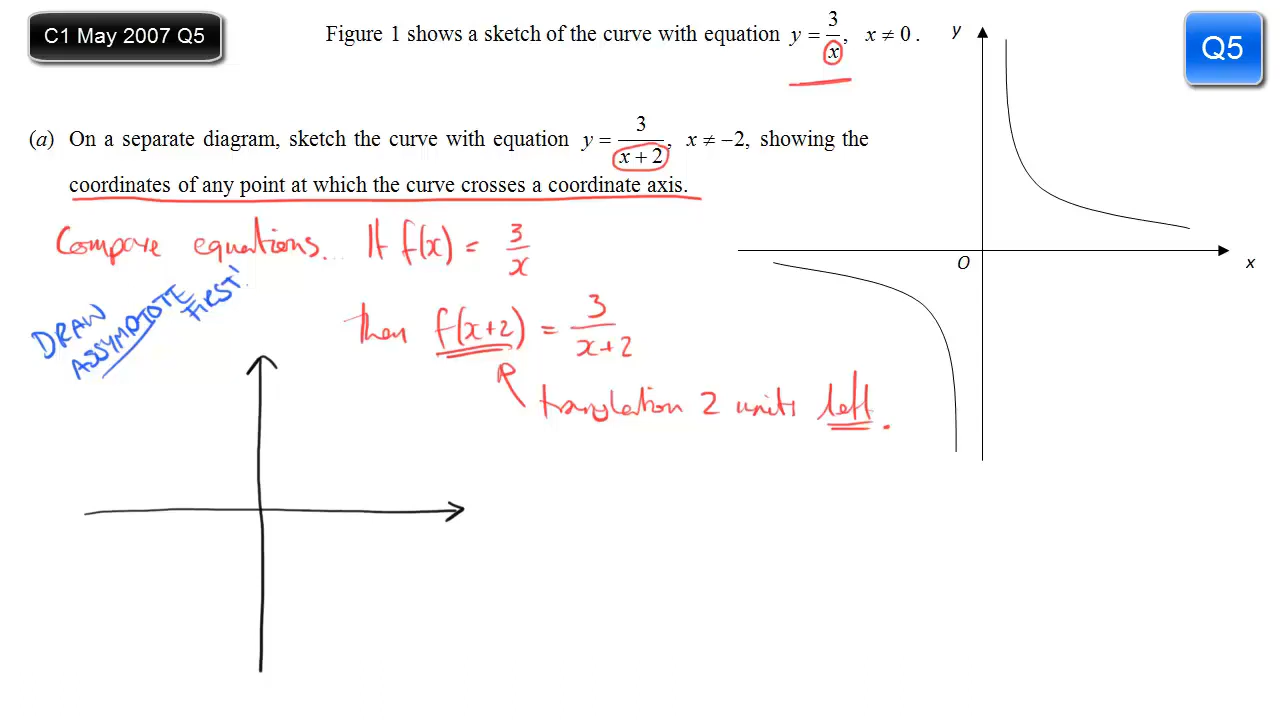 C1 May 2007 Q5
Figure 1 shows a sketch of the curve with equation y = 3/x, x ≠ 0.
Q5
y
(a) On a separate diagram, sketch the curve with equation y = 3/(x + 2), x ≠ −2, showing the
coordinates of any point at which the curve crosses a coordinate axis.
Compare equations... If f(x) = 3/x
O
x
DRAW
ASSYMOTOTE
FIRST!
then f(x+2) = 3/(x+2)
translation 2 units left.